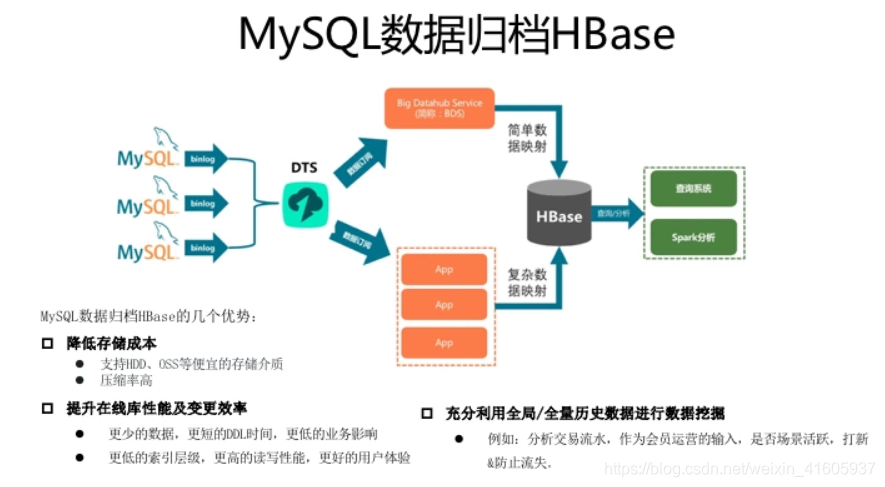 MySQL数据归档HBase
Big Datahub Service
(简称：BDS)
简单数
据映射
MySQL
binlog
MySQL
binlog
MySQL
binlog
DTS
数据订阅
数据订阅
HBase
查询/分析
查询系统
Spark分析
App
App
App
复杂数
据映射
MySQL数据归档HBase的几个优势：
降低存储成本
支持HDD、OSS等便宜的存储介质
压缩率高
提升在线库性能及变更效率
更少的数据，更短的DDL时间，更低的业务影响
更低的索引层级，更高的读写性能，更好的用户体验
充分利用全局/全量历史数据进行数据挖掘
例如：分析交易流水，作为会员运营的输入，是否场景活跃，打新
&防止流失.
https://blog.csdn.net/weixin_41605937